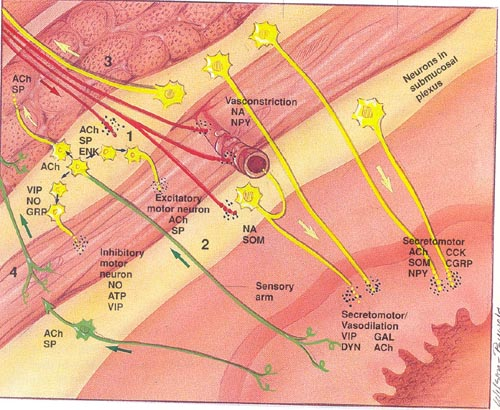 3
ACh
SP
ACh
SP
ENK
1
Vasconstriction
NA
NPY
Neurons in
submucosal
plexus
ACh
VIP
NO
GRP
Excitatory
motor neuron
ACh
SP
2
NA
SOM
Secretomotor
ACh CCK
SOM CGRP
NPY
4
Inhibitory
motor
neuron
NO
ATP
VIP
Sensory
arm
Secretomotor/
Vasodilation
VIP GAL
DYN ACh
ACh
SP